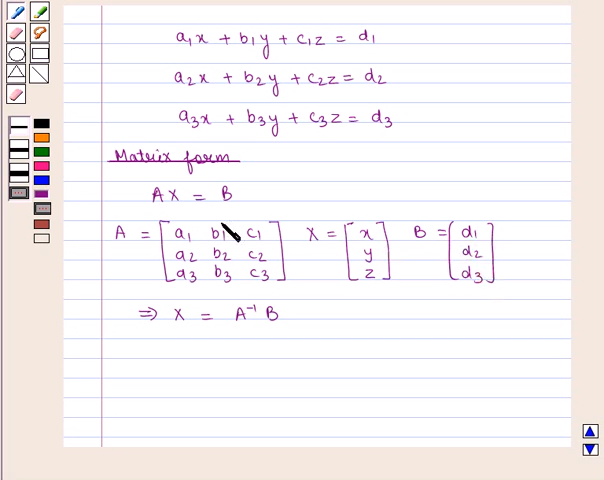 a₁x + b₁y + c₁z = d₁
a₂x + b₂y + c₂z = d₂
a₃x + b₃y + c₃z = d₃
Matrix form
AX = B
A = [a₁ b₁ c₁ X = [x B = [d₁
a₂ b₂ c₂ y d₂
a₃ b₃ c₃] z] d₃]
⇒ X = A⁻¹ B